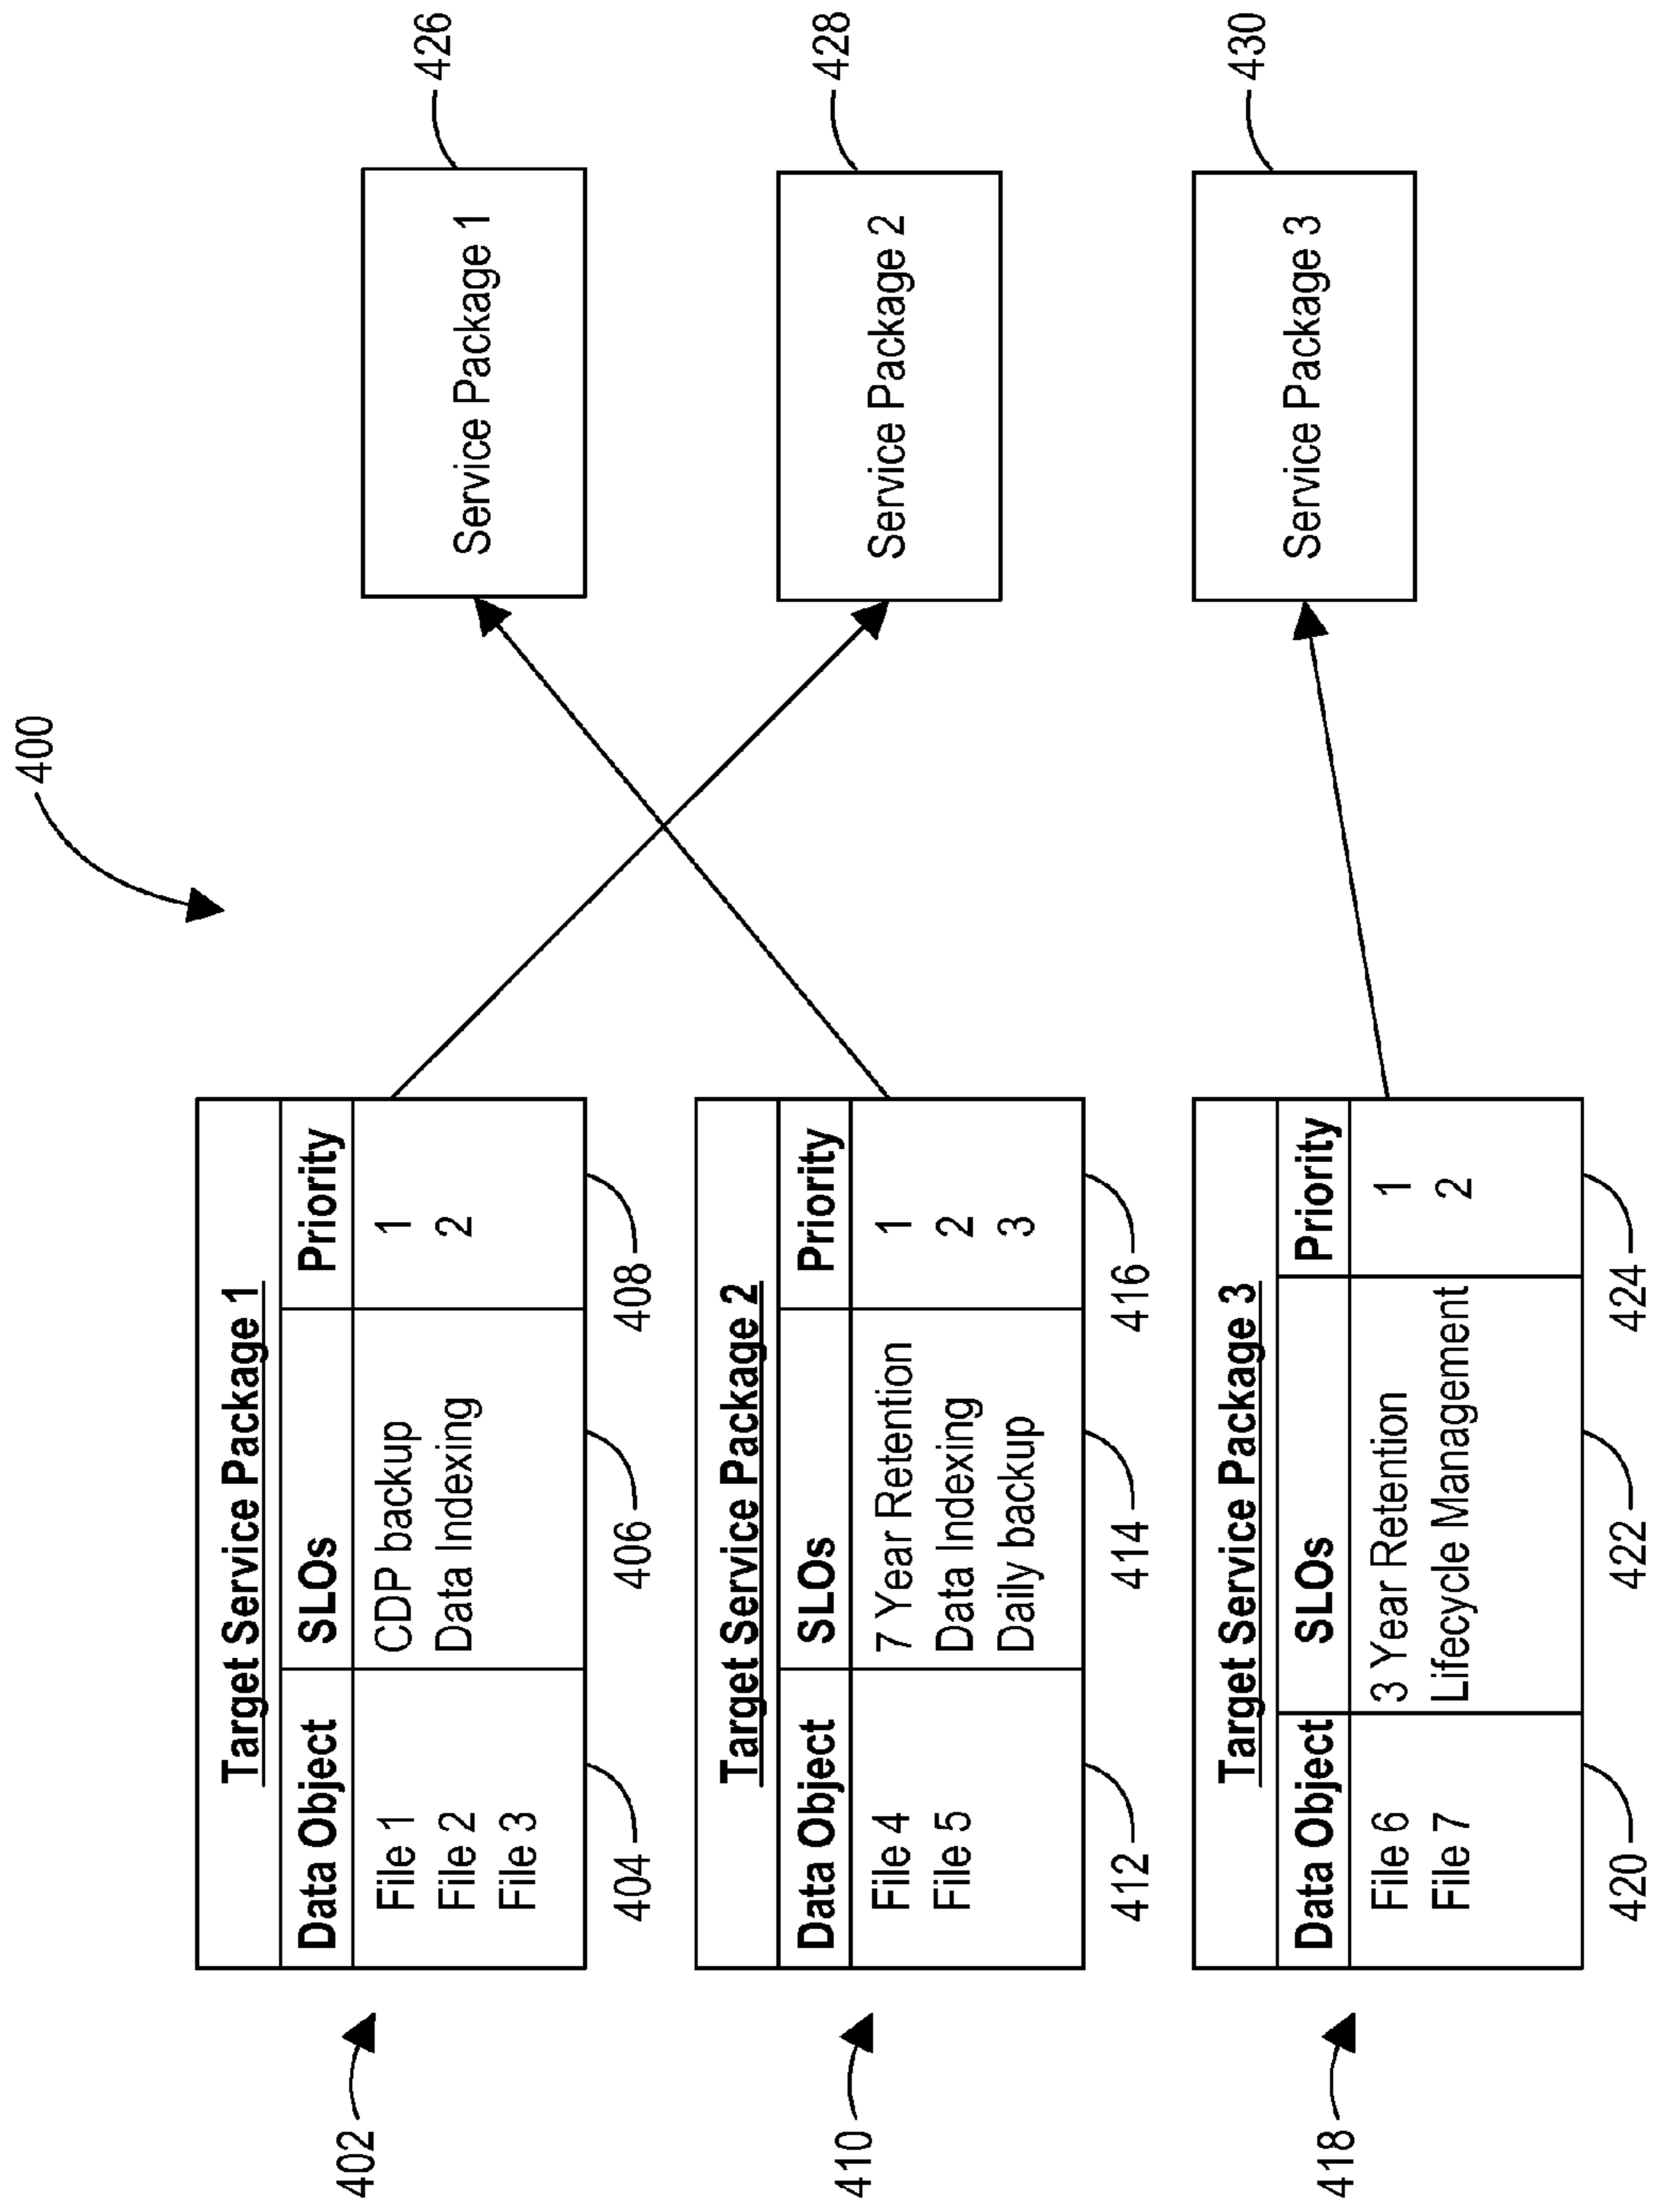 400
402
Target Service Package 1
Data Object SLOs Priority
File 1 CDP backup 1
File 2 Data Indexing 2
File 3
404 406 408
410
Target Service Package 2
Data Object SLOs Priority
File 4 7 Year Retention 1
File 5 Data Indexing 2
Daily backup 3
412 414 416
418
Target Service Package 3
Data Object SLOs Priority
File 6 3 Year Retention 1
File 7 Lifecycle Management 2
420 422 424
Service Package 1
426
Service Package 2
428
Service Package 3
430